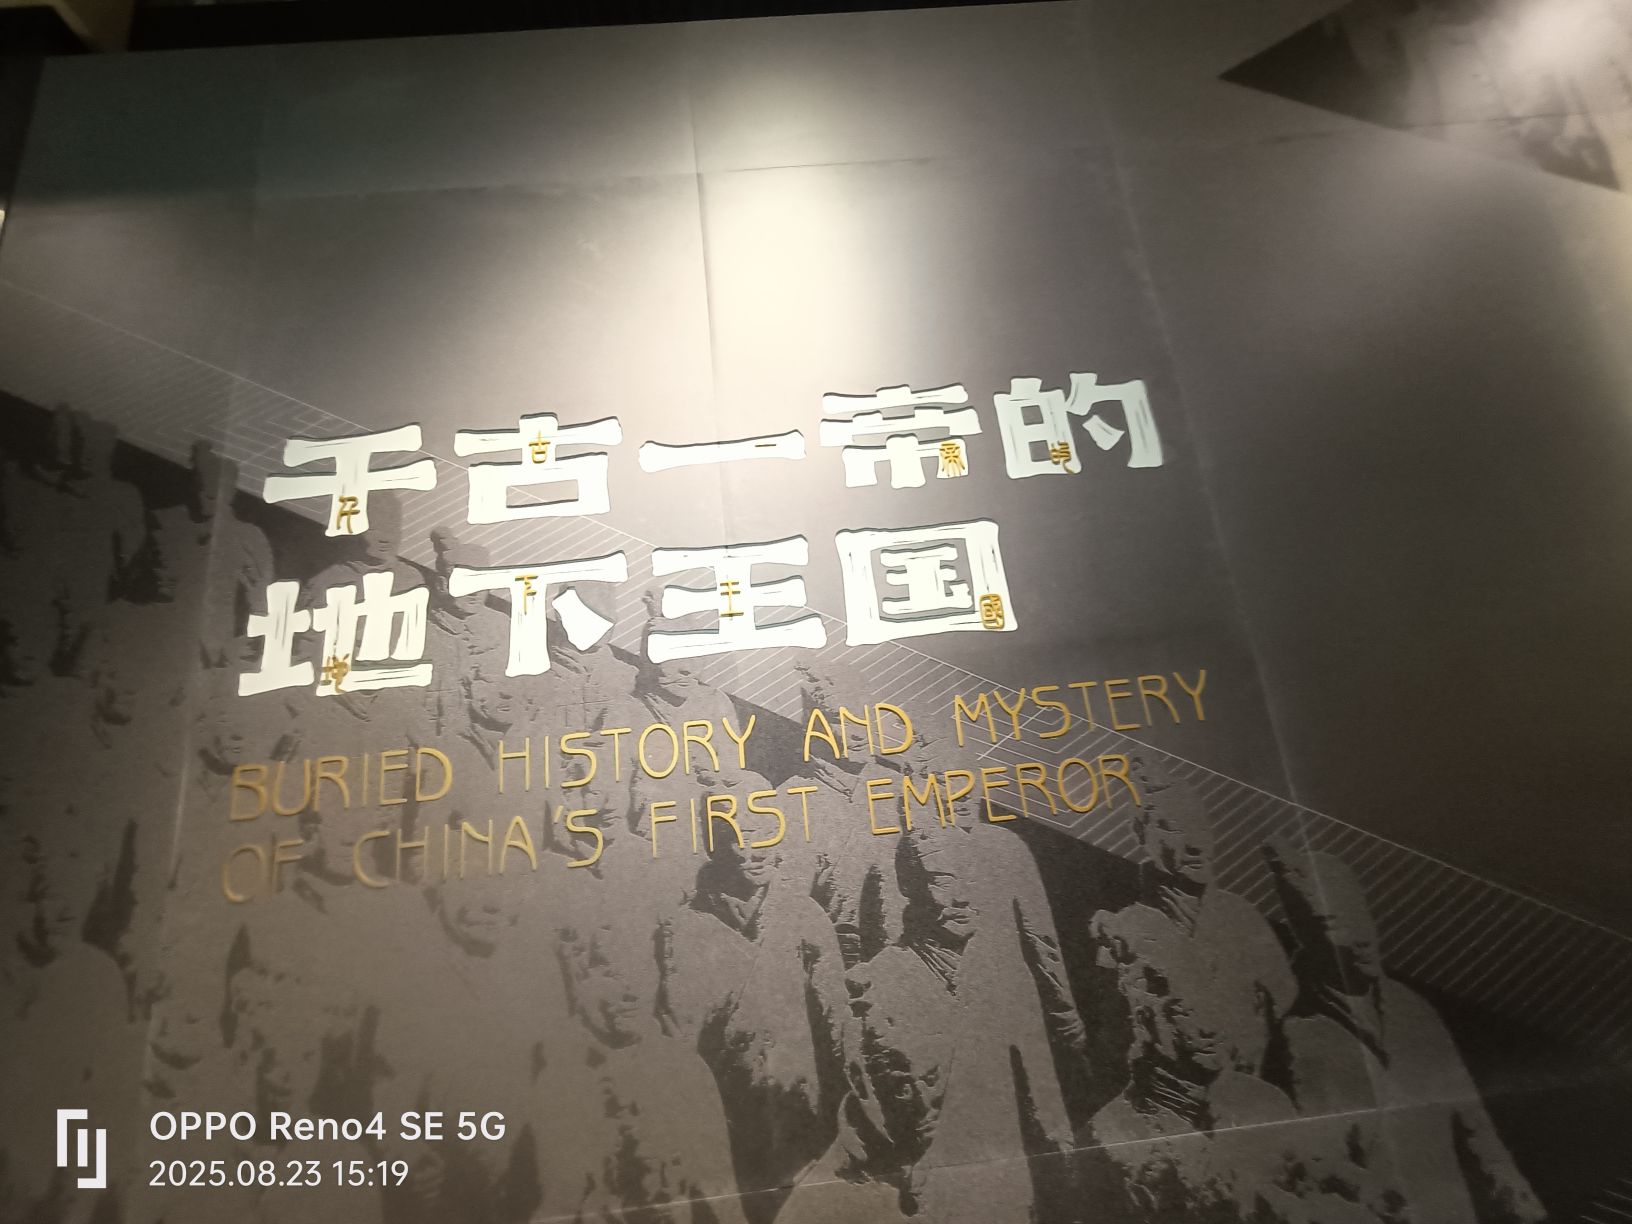 千古一帝的
地下王国
BURIED HISTORY AND MYSTERY
OF CHINA'S FIRST EMPEROR
OPPO Reno4 SE 5G
2025.08.23 15:19